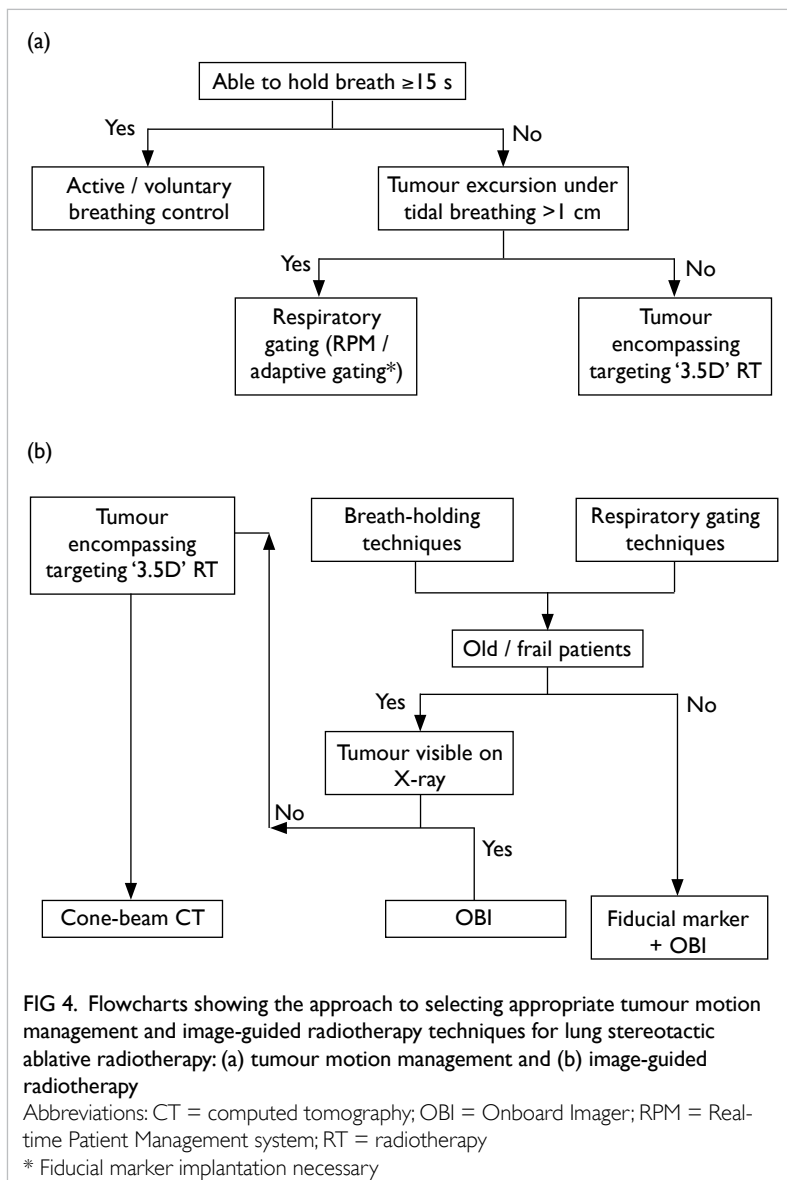 (a)
Able to hold breath ≥15 s
Yes
No
Active / voluntary
breathing control
Tumour excursion under
tidal breathing >1 cm
Yes
No
Respiratory
gating (RPM /
adaptive gating*)
Tumour
encompassing
targeting ‘3.5D’ RT
(b)
Tumour
encompassing
targeting ‘3.5D’ RT
Breath-holding
techniques
Respiratory gating
techniques
Old / frail patients
Yes
No
Tumour visible on
X-ray
No
Yes
Cone-beam CT
OBI
Fiducial marker
+ OBI
FIG 4. Flowcharts showing the approach to selecting appropriate tumour motion
management and image-guided radiotherapy techniques for lung stereotactic
ablative radiotherapy: (a) tumour motion management and (b) image-guided
radiotherapy
Abbreviations: CT = computed tomography; OBI = Onboard Imager; RPM = Real-
time Patient Management system; RT = radiotherapy
* Fiducial marker implantation necessary